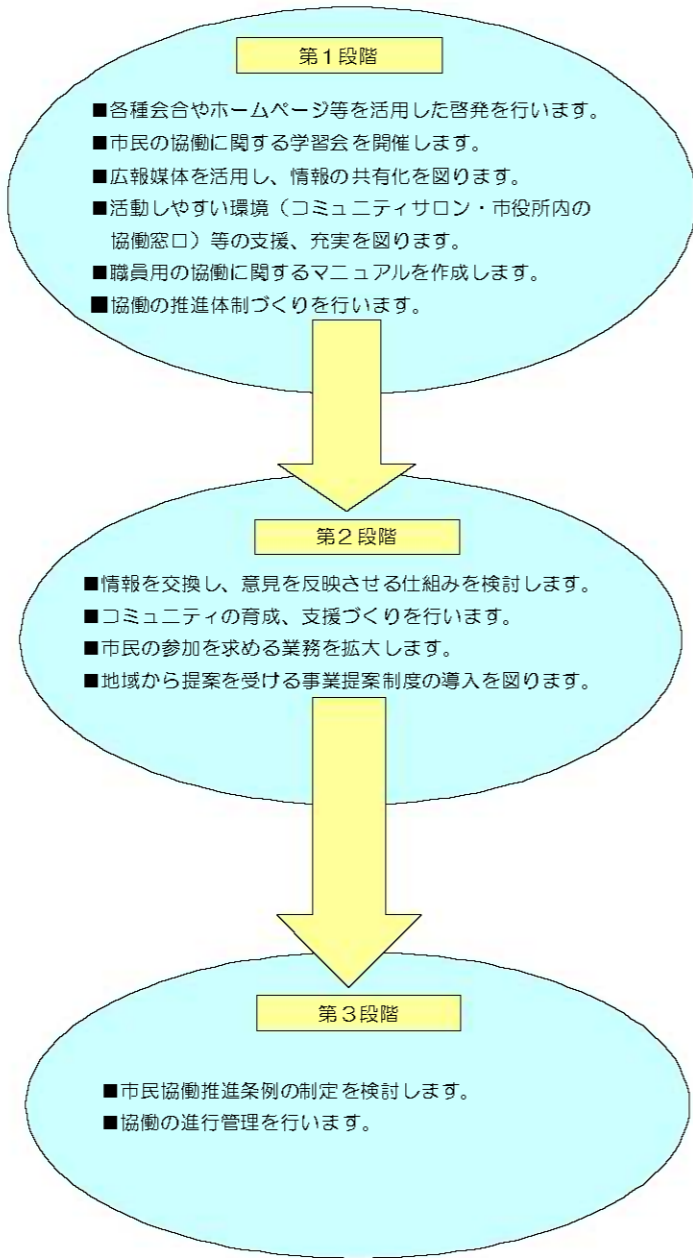 第1段階
■各種会合やホームページ等を活用した啓発を行います。
■市民の協働に関する学習会を開催します。
■広報媒体を活用し、情報の共有化を図ります。
■活動しやすい環境（コミュニティサロン・市役所内の
協働窓口）等の支援、充実を図ります。
■職員用の協働に関するマニュアルを作成します。
■協働の推進体制づくりを行います。
第2段階
■情報を交換し、意見を反映させる仕組みを検討します。
■コミュニティの育成、支援づくりを行います。
■市民の参加を求める業務を拡大します。
■地域から提案を受ける事業提案制度の導入を図ります。
第3段階
■市民協働推進条例の制定を検討します。
■協働の進行管理を行います。